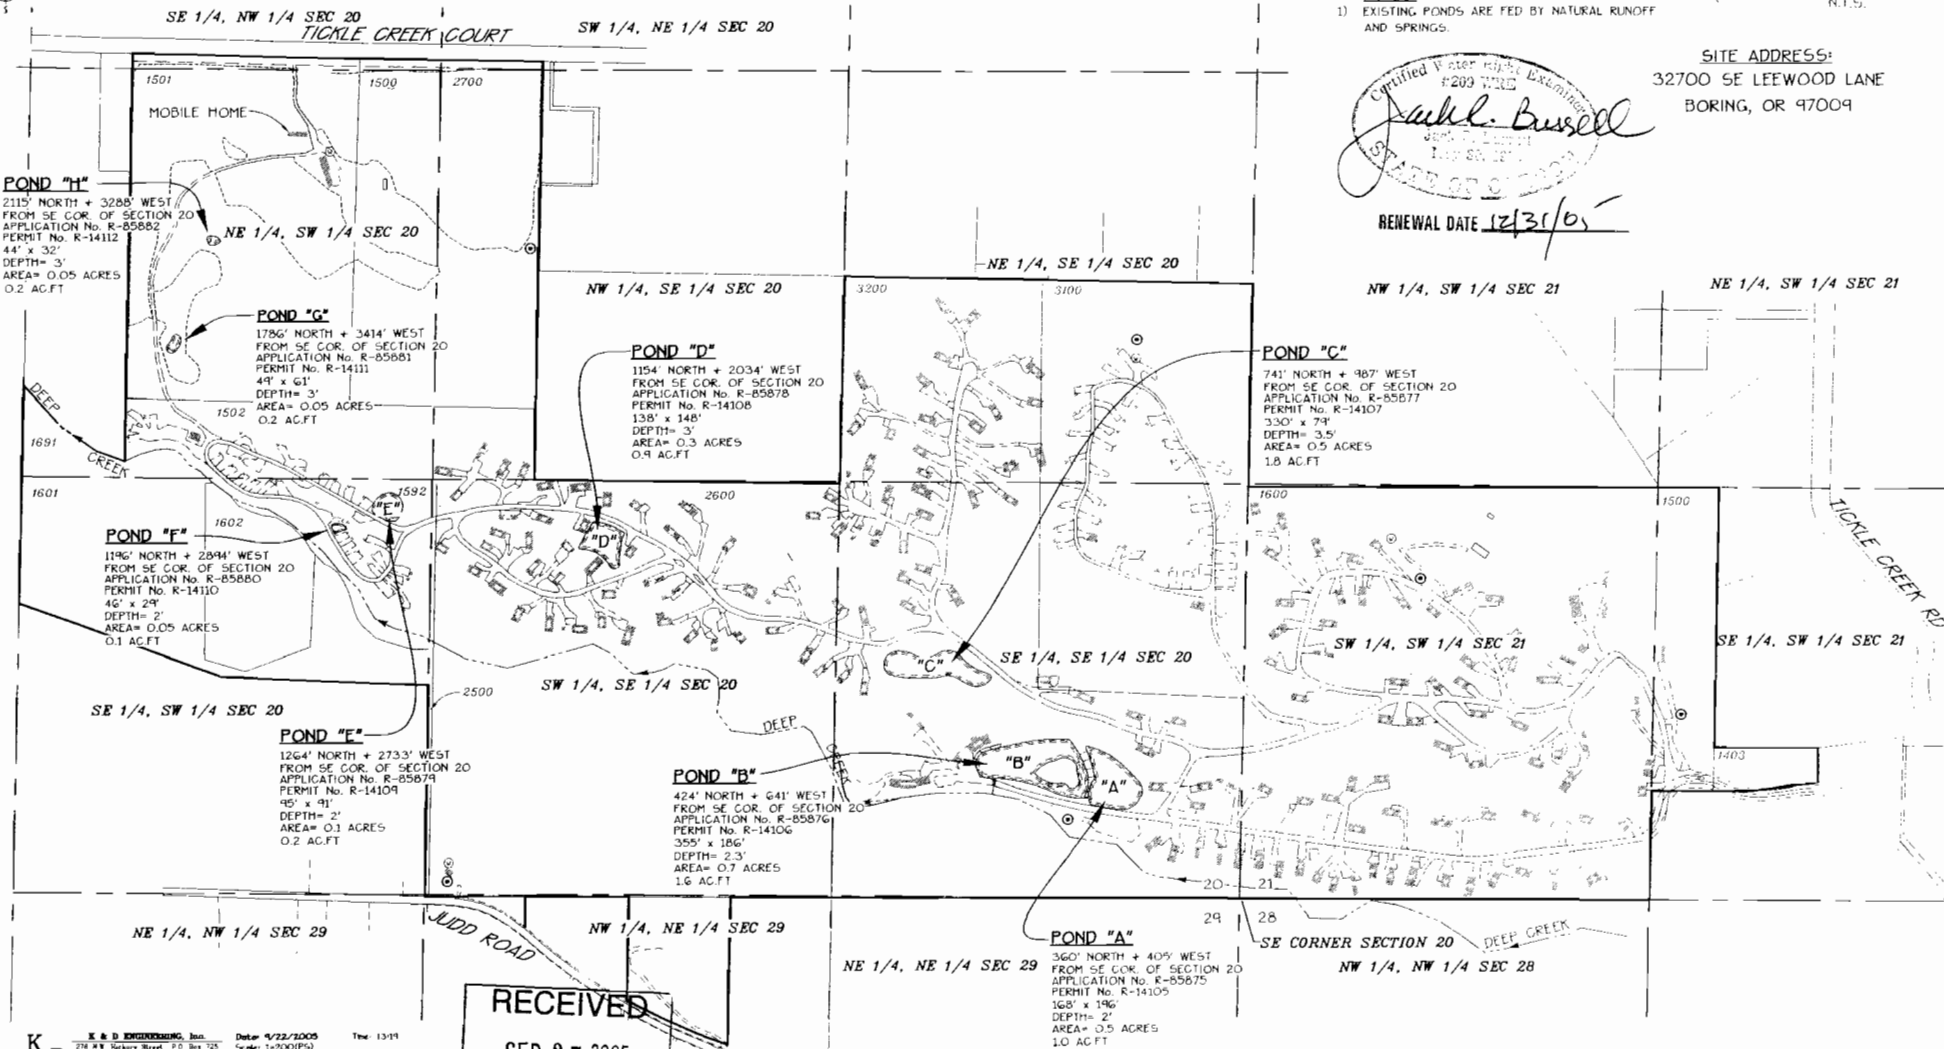 SE 1/4, NW 1/4 SEC 20
TICKLE CREEK COURT
SW 1/4, NE 1/4 SEC 20
1) EXISTING PONDS ARE FED BY NATURAL RUNOFF
AND SPRINGS.
N.T.S.
SITE ADDRESS:
32700 SE LEEWOOD LANE
BORING, OR 97009
Certified Water Right Examiner
#209 WRE
Jack L. Burrell
STATE OF OREGON
RENEWAL DATE 12/31/05
1501
1500
2700
MOBILE HOME
POND "H"
2115' NORTH + 3288' WEST
FROM SE COR. OF SECTION 20
APPLICATION No. R-85882
PERMIT No. R-14112
44' x 32'
DEPTH= 3'
AREA= 0.05 ACRES
0.2 AC.FT
NE 1/4, SW 1/4 SEC 20
NE 1/4, SE 1/4 SEC 20
NW 1/4, SE 1/4 SEC 20
3200
3100
NW 1/4, SW 1/4 SEC 21
NE 1/4, SW 1/4 SEC 21
POND "G"
1786' NORTH + 3414' WEST
FROM SE COR. OF SECTION 20
APPLICATION No. R-85881
PERMIT No. R-14111
49' x 61'
DEPTH= 3'
AREA= 0.05 ACRES
0.2 AC.FT
POND "D"
1154' NORTH + 2034' WEST
FROM SE COR. OF SECTION 20
APPLICATION No. R-85878
PERMIT No. R-14108
138' x 148'
DEPTH= 3'
AREA= 0.3 ACRES
0.9 AC.FT
POND "C"
741' NORTH + 987' WEST
FROM SE COR. OF SECTION 20
APPLICATION No. R-85877
PERMIT No. R-14107
330' x 79'
DEPTH= 3.5'
AREA= 0.5 ACRES
1.8 AC.FT
DEEP
CREEK
1502
1691
1601
1592
"E"
2600
1600
1500
1602
"D"
TICKLE CREEK RD
POND "F"
1196' NORTH + 2894' WEST
FROM SE COR. OF SECTION 20
APPLICATION No. R-85880
PERMIT No. R-14110
46' x 29'
DEPTH= 2'
AREA= 0.05 ACRES
0.1 AC.FT
"C"
SE 1/4, SE 1/4 SEC 20
SW 1/4, SW 1/4 SEC 21
SE 1/4, SW 1/4 SEC 21
SW 1/4, SE 1/4 SEC 20
2500
SE 1/4, SW 1/4 SEC 20
DEEP
CREEK
POND "E"
1264' NORTH + 2733' WEST
FROM SE COR. OF SECTION 20
APPLICATION No. R-85879
PERMIT No. R-14109
95' x 91'
DEPTH= 2'
AREA= 0.1 ACRES
0.2 AC.FT
POND "B"
424' NORTH + 641' WEST
FROM SE COR. OF SECTION 20
APPLICATION No. R-85876
PERMIT No. R-14106
355' x 186'
DEPTH= 2.3'
AREA= 0.7 ACRES
1.6 AC.FT
"B"
"A"
1403
20
21
29
28
SE CORNER SECTION 20
DEEP CREEK
NE 1/4, NW 1/4 SEC 29
JUDD ROAD
NW 1/4, NE 1/4 SEC 29
NE 1/4, NE 1/4 SEC 29
NW 1/4, NW 1/4 SEC 28
POND "A"
360' NORTH + 405' WEST
FROM SE COR. OF SECTION 20
APPLICATION No. R-85875
PERMIT No. R-14105
168' x 196'
DEPTH= 2'
AREA= 0.5 ACRES
1.0 AC.FT
RECEIVED
K
K & D ENGINEERING, Inc.
Date: 9/22/2005
Time: 13:19
Scale: 1=200(PS)